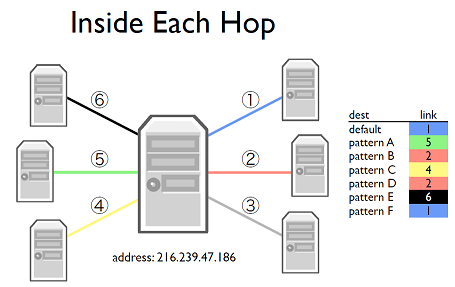 Inside Each Hop
⑥
①
⑤
②
④
③
address: 216.239.47.186
dest link
default 1
pattern A 5
pattern B 2
pattern C 4
pattern D 2
pattern E 6
pattern F 1